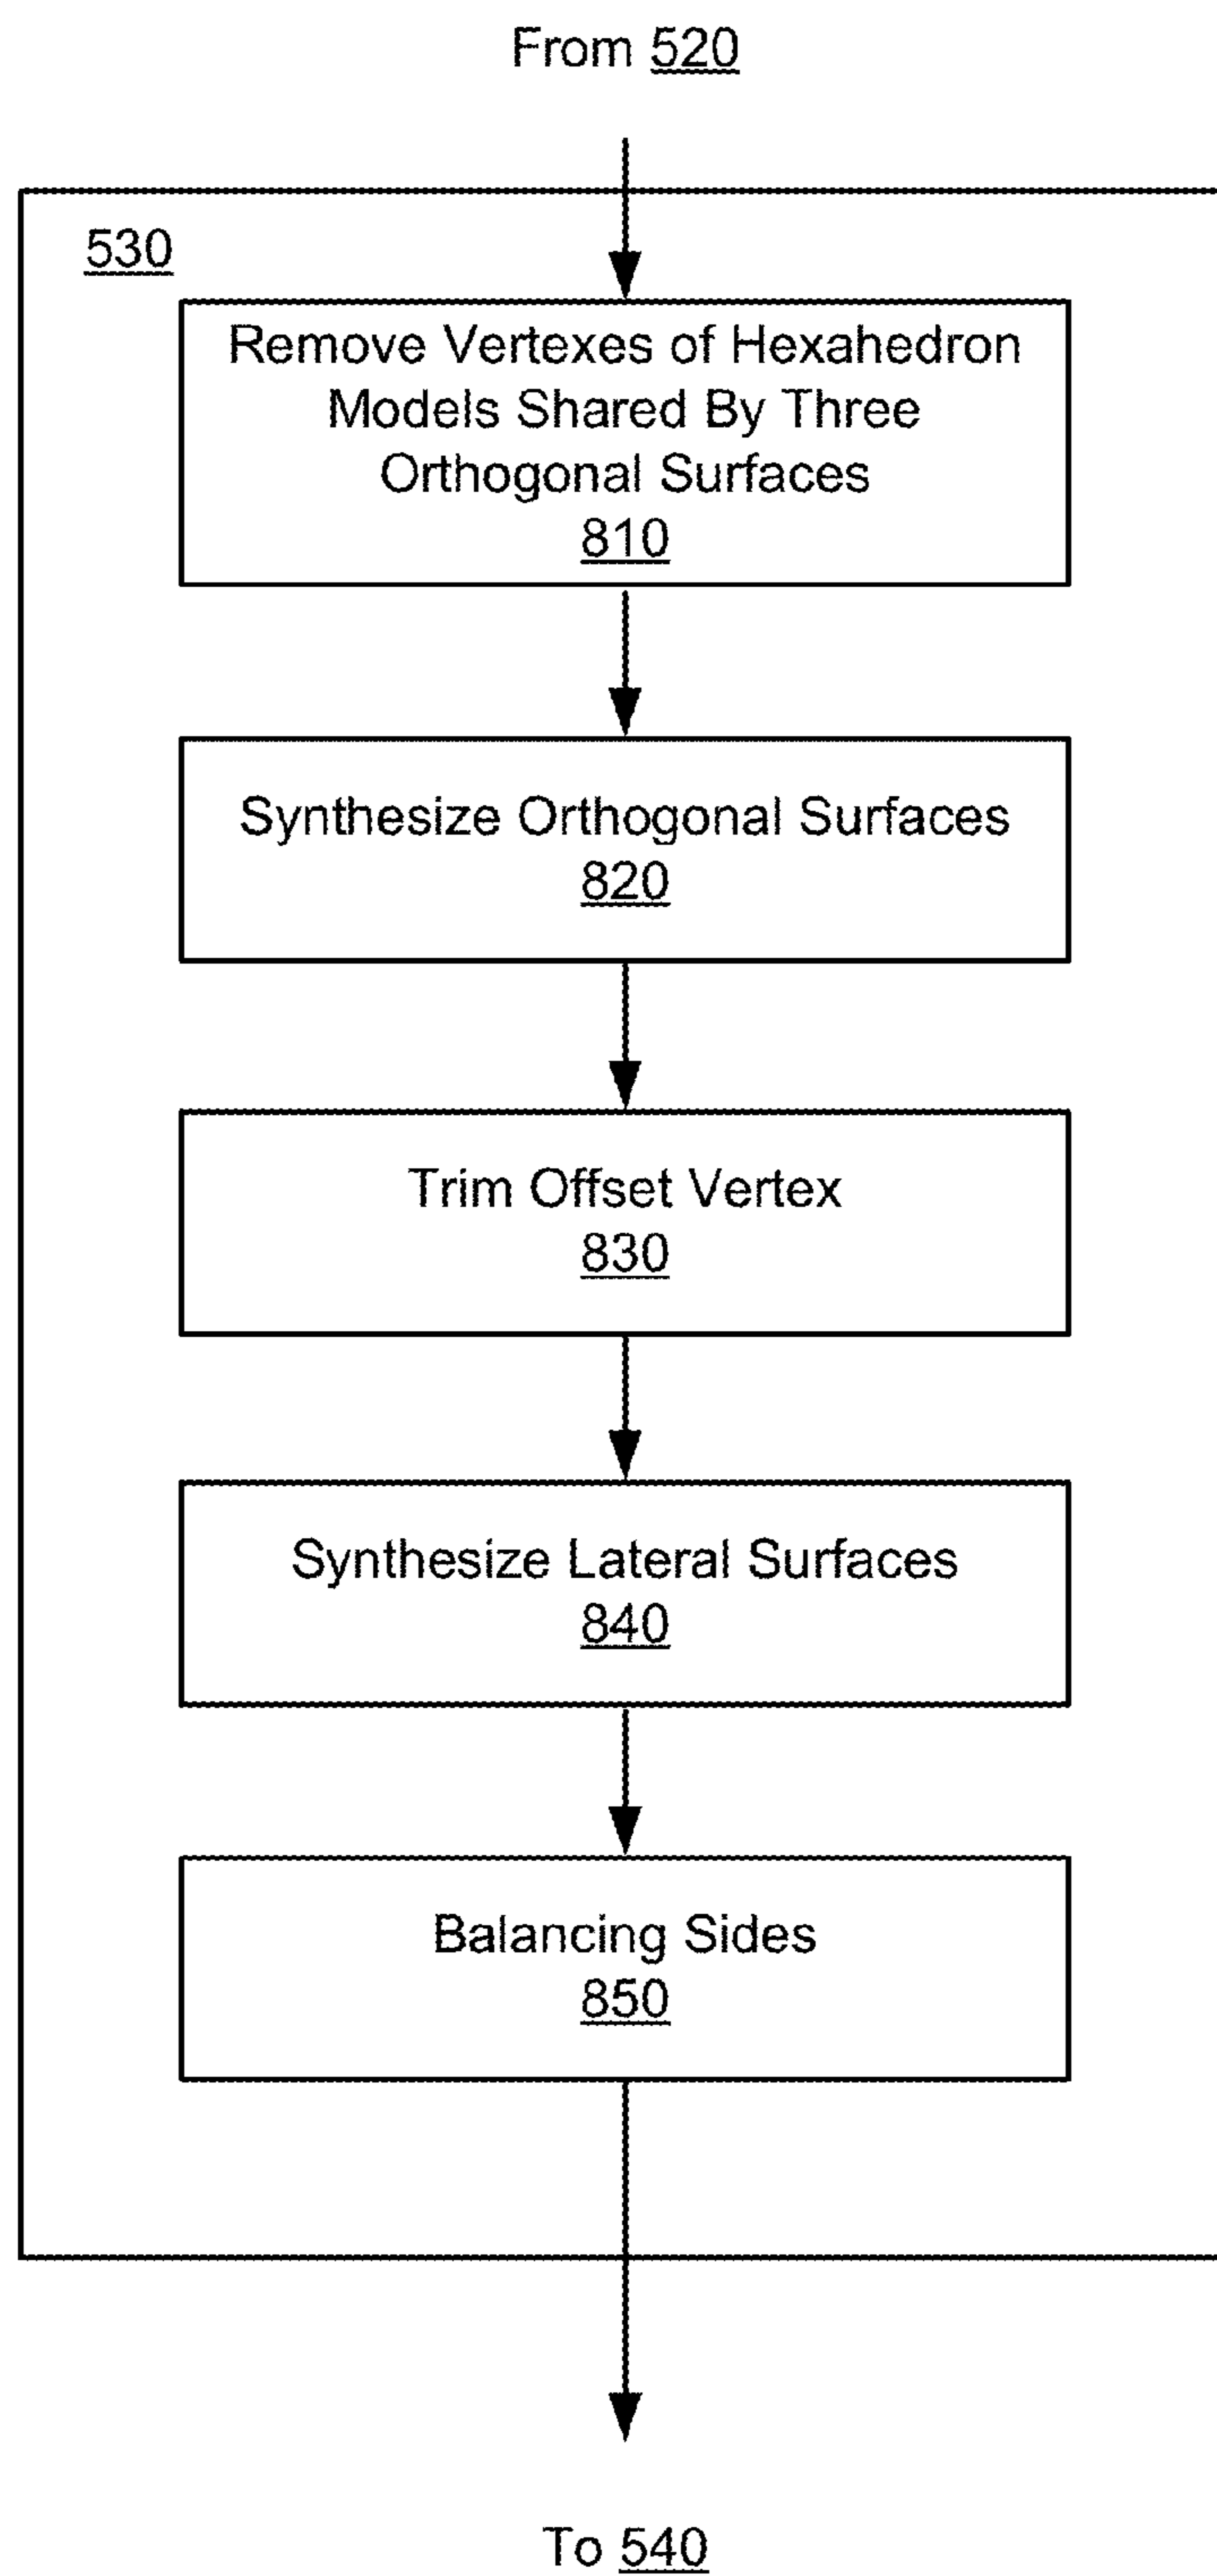 From 520
530
Remove Vertexes of Hexahedron
Models Shared By Three
Orthogonal Surfaces
810
Synthesize Orthogonal Surfaces
820
Trim Offset Vertex
830
Synthesize Lateral Surfaces
840
Balancing Sides
850
To 540